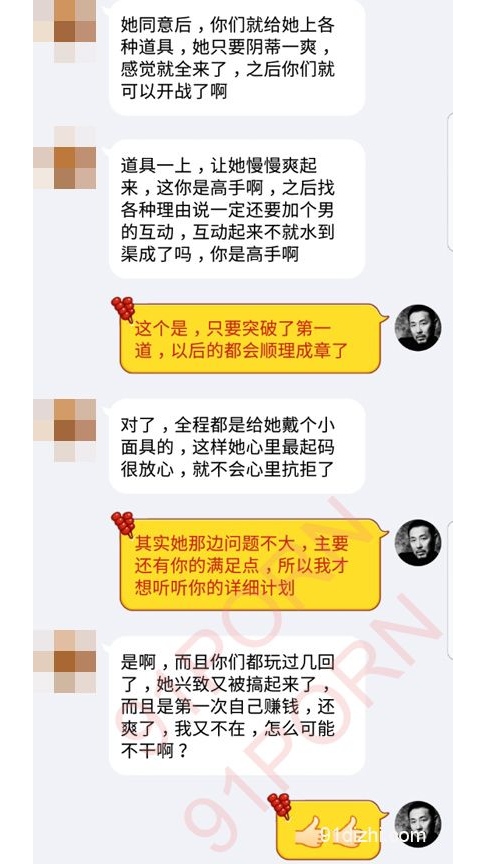 她同意后，你们就给她上各
种道具，她只要阴蒂一爽，
感觉就全来了，之后你们就
可以开战了啊
道具一上，让她慢慢爽起
来，这你是高手啊，之后找
各种理由说一定还要加个男
的互动，互动起来不就水到
渠成了吗，你是高手啊
这个是，只要突破了第一
道，以后的都会顺理成章了
对了，全程都是给她戴个小
面具的，这样她心里最起码
很放心，就不会心里抗拒了
其实她那边问题不大，主要
还有你的满足点，所以我才
想听听你的详细计划
是啊，而且你们都玩过几回
了，她兴致又被搞起来了，
而且是第一次自己赚钱，还
爽了，我又不在，怎么可能
不干啊？
91PORN
91PORN
91dizhi.com